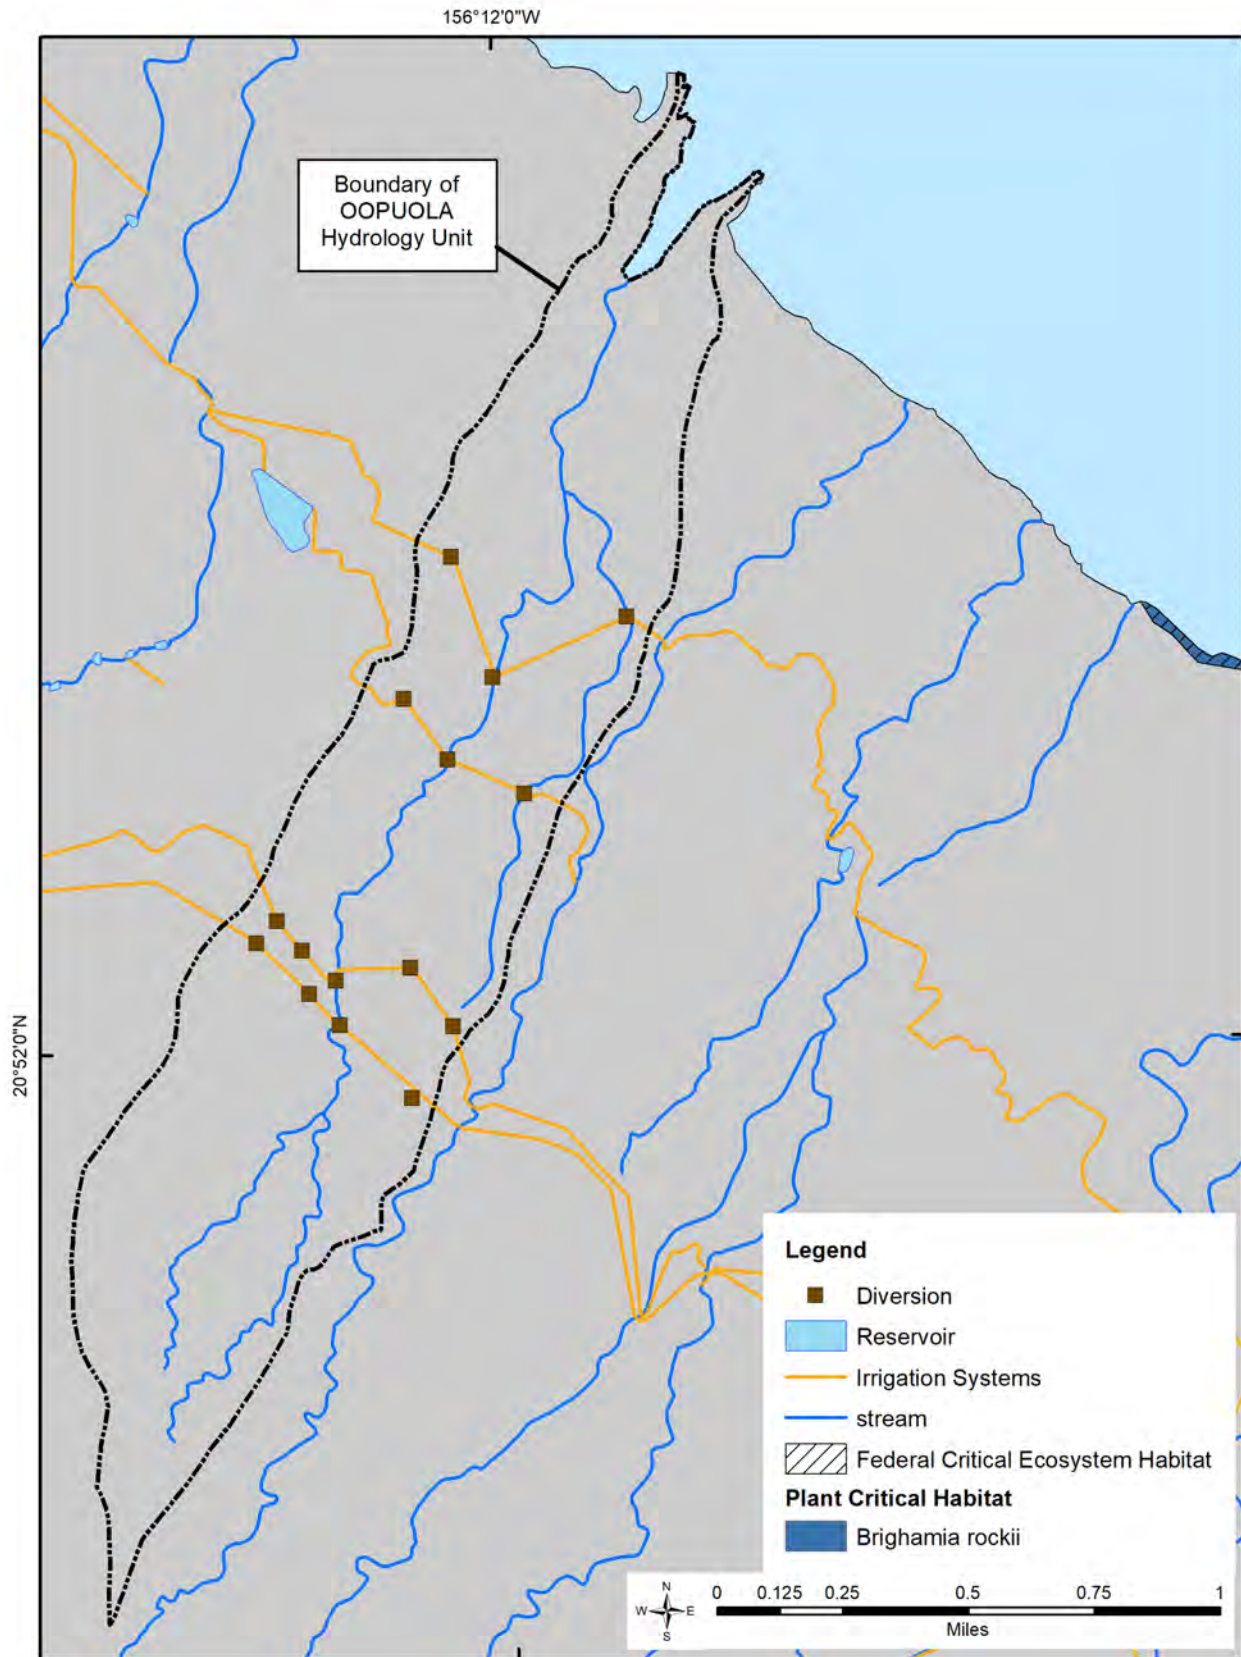 156°12'0"W
Boundary of
OOPUOLA
Hydrology Unit
20°52'0"N
Legend
Diversion
Reservoir
Irrigation Systems
stream
Federal Critical Ecosystem Habitat
Plant Critical Habitat
Brighamia rockii
N
W E
S
0 0.125 0.25 0.5 0.75 1
Miles